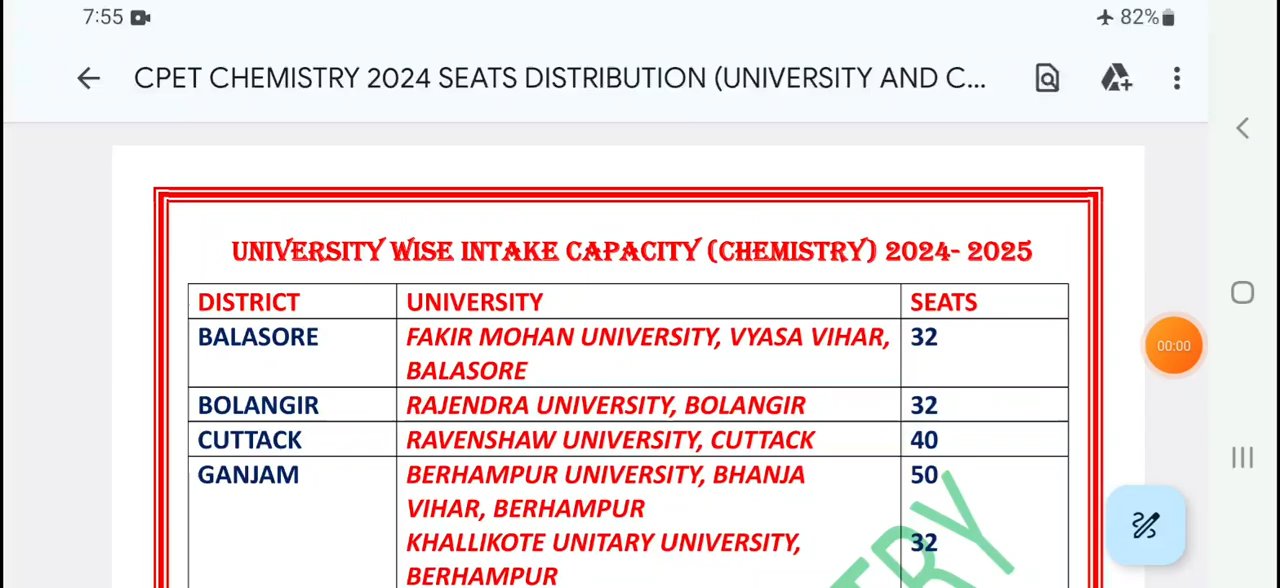 7:55
82%
CPET CHEMISTRY 2024 SEATS DISTRIBUTION (UNIVERSITY AND C...
UNIVERSITY WISE INTAKE CAPACITY (CHEMISTRY) 2024- 2025
DISTRICT UNIVERSITY SEATS
BALASORE FAKIR MOHAN UNIVERSITY, VYASA VIHAR, 32
BALASORE
BOLANGIR RAJENDRA UNIVERSITY, BOLANGIR 32
CUTTACK RAVENSHAW UNIVERSITY, CUTTACK 40
GANJAM BERHAMPUR UNIVERSITY, BHANJA 50
VIHAR, BERHAMPUR
KHALLIKOTE UNITARY UNIVERSITY, 32
BERHAMPUR
00:00